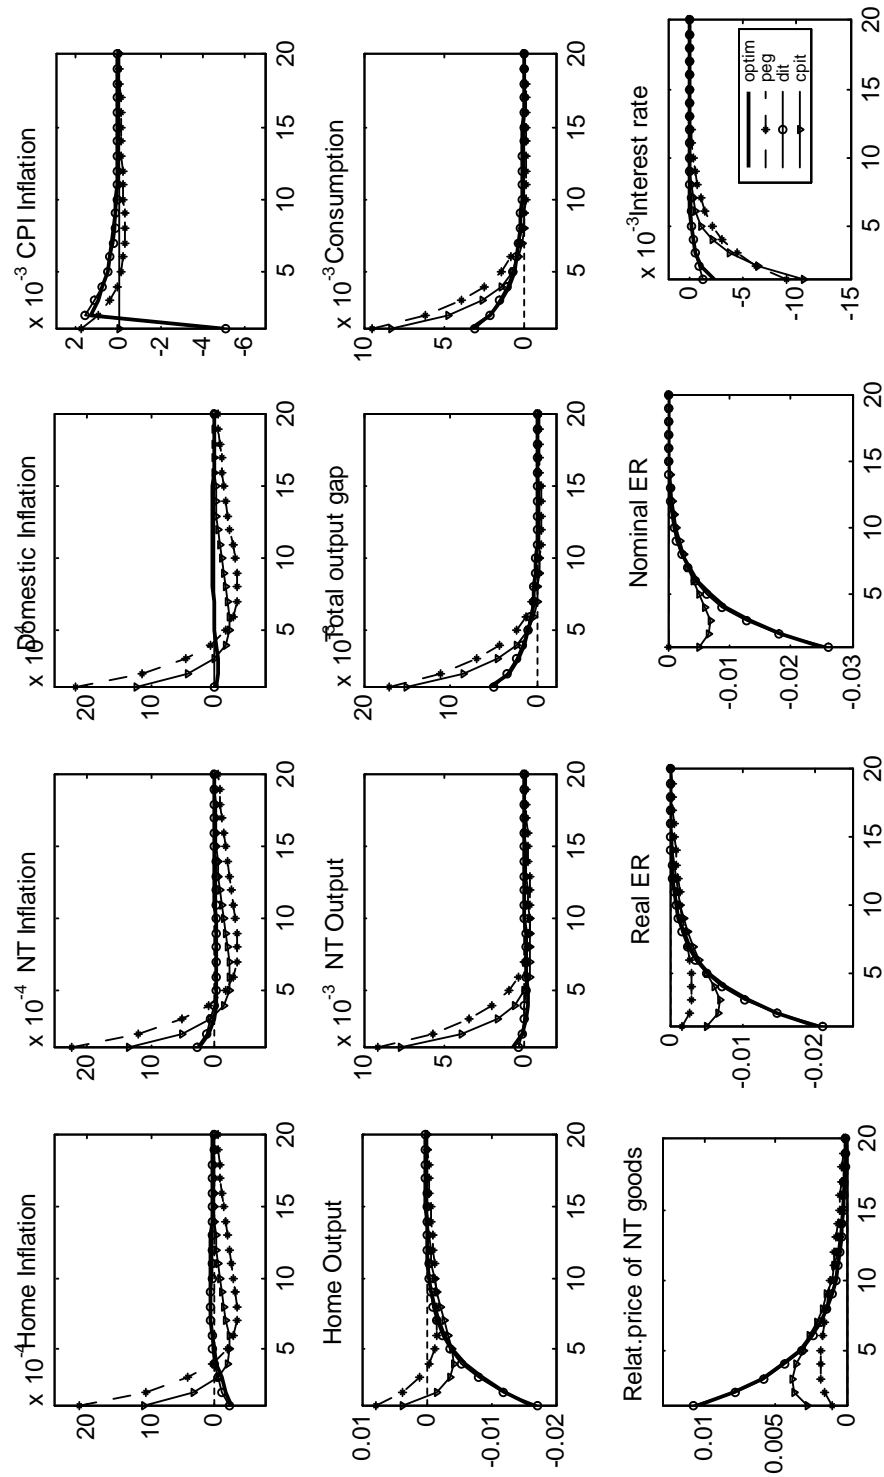 x 10⁻⁴ Home Inflation
20
10
0
5 10 15 20
x 10⁻⁴ NT Inflation
20
10
0
5 10 15 20
x 10⁻⁴ Domestic Inflation
20
10
0
5 10 15 20
x 10⁻³ CPI Inflation
2
0
-2
-4
-6
5 10 15 20
Home Output
0.01
0
-0.01
-0.02
5 10 15 20
x 10⁻³ NT Output
10
5
0
5 10 15 20
x 10⁻³ Total output gap
10
5
0
5 10 15 20
x 10⁻³ Consumption
10
5
0
5 10 15 20
Relat.price of NT goods
0.01
0.005
0
5 10 15 20
Real ER
0
-0.01
-0.02
5 10 15 20
Nominal ER
0
-0.01
-0.02
-0.03
5 10 15 20
x 10⁻³ Interest rate
0
-5
-10
-15
5 10 15 20
optim
peg
dit
cpit